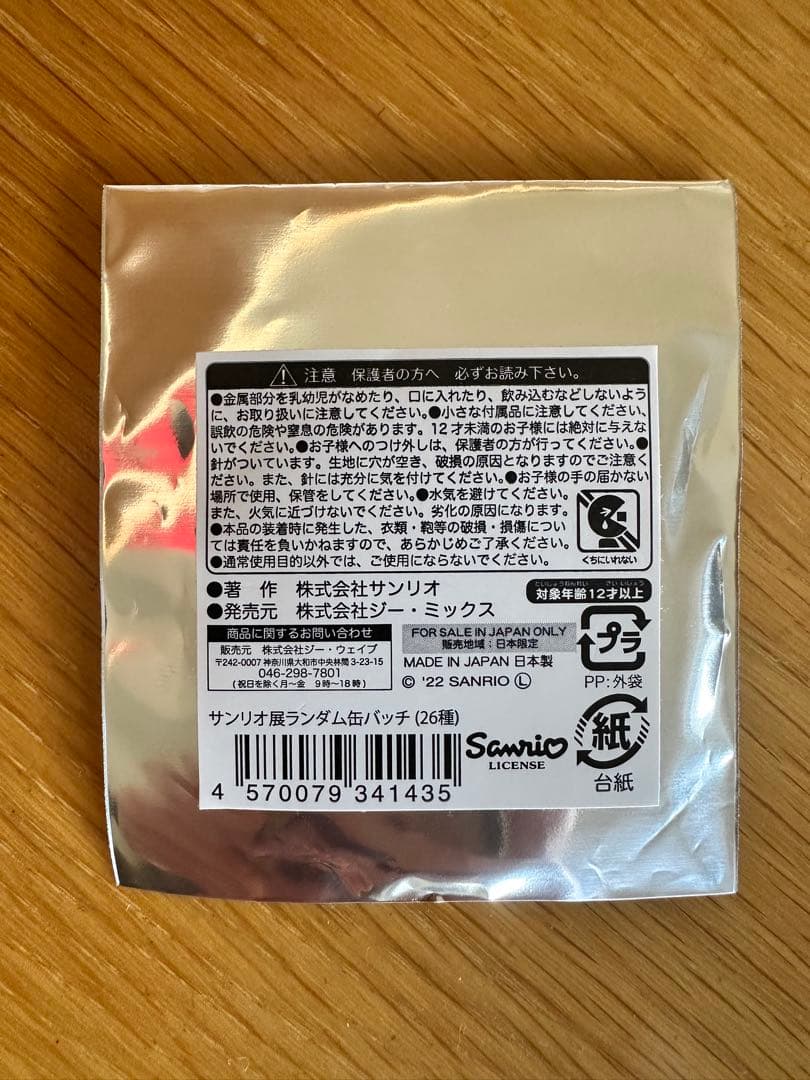 注意 保護者の方へ 必ずお読み下さい。
●金属部分を乳幼児がなめたり、口に入れたり、飲み込むなどしないよう
に、お取り扱いに注意してください。●小さな付属品に注意してください、
誤飲の危険や窒息の危険があります。12才未満のお子様には絶対に与えな
いでください。●お子様へのつけ外しは、保護者の方が行ってください。●
針がついています。生地に穴が空き、破損の原因となりますのでご注意くだ
さい。また、針には充分に気を付けてください。●お子様の手の届かない
場所で使用、保管をしてください。●水気を避けてください。
また、火気に近づけないでください。劣化の原因になります。
●本品の装着時に発生した、衣類・鞄等の破損・損傷につい
ては責任を負いかねますので、あらかじめご了承ください。
●通常使用目的以外では、ご使用にならないでください。
くちにいれない
●著 作 株式会社サンリオ
●発売元 株式会社ジー・ミックス
たいしょうねんれい さい いじょう
対象年齢12才以上
商品に関するお問い合わせ
販売元 株式会社ジー・ウェイブ
〒242-0007 神奈川県大和市中央林間3-23-15
046-298-7801
(祝日を除く月〜金 9時〜18時)
FOR SALE IN JAPAN ONLY
販売地域:日本限定
MADE IN JAPAN 日本製
© '22 SANRIO Ⓛ
プラ
PP:外袋
サンリオ展ランダム缶バッチ (26種)
Sanrio
LICENSE
紙
台紙
4 570079 341435